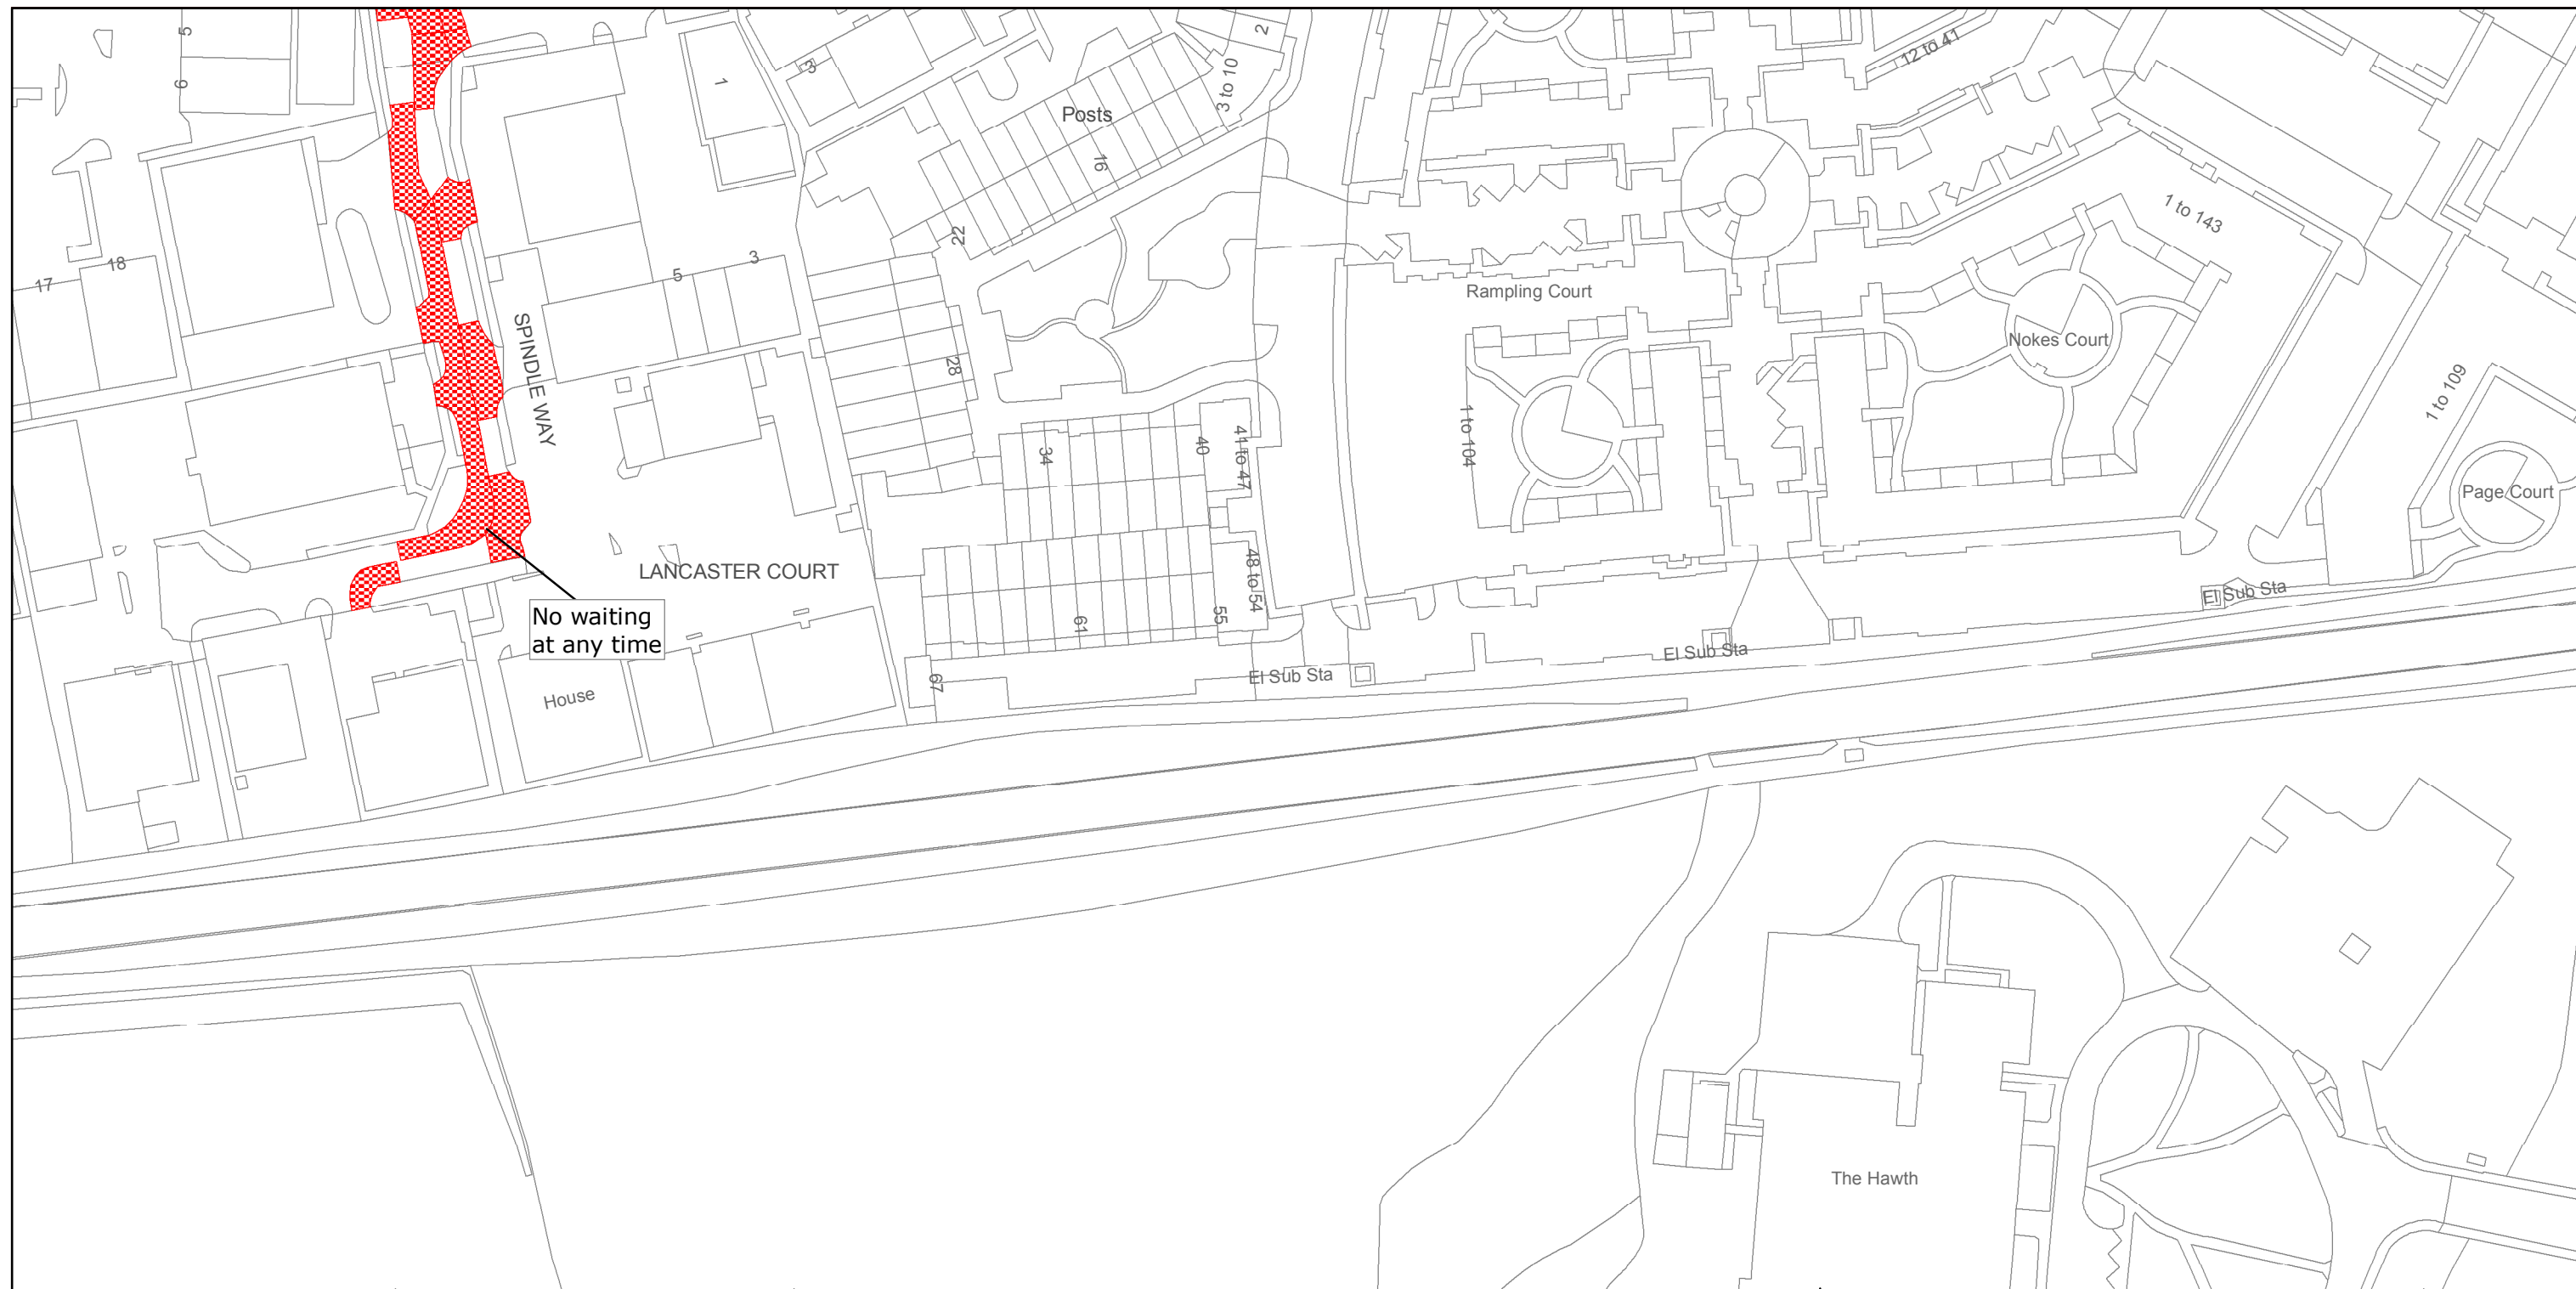 5
6
1
3
2
3 to 10
12 to 41
Posts
16
1 to 143
22
17
18
5
3
SPINDLE WAY
28
Rampling Court
Nokes Court
1 to 109
34
40
41 to 47
1 to 104
Page Court
LANCASTER COURT
48 to 54
No waiting
at any time
61
55
El Sub Sta
El Sub Sta
El Sub Sta
67
House
The Hawth